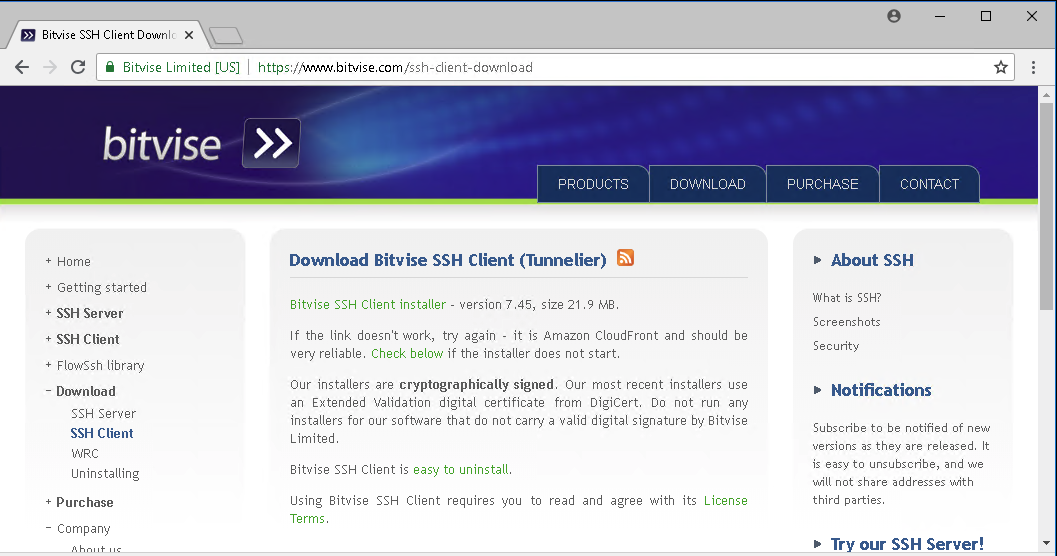 Bitvise SSH Client Downlo
Bitvise Limited [US] https://www.bitvise.com/ssh-client-download
bitvise
PRODUCTS DOWNLOAD PURCHASE CONTACT
+ Home
+ Getting started
+ SSH Server
+ SSH Client
+ FlowSsh library
− Download
SSH Server
SSH Client
WRC
Uninstalling
+ Purchase
− Company
About us
Download Bitvise SSH Client (Tunnelier)
Bitvise SSH Client installer - version 7.45, size 21.9 MB.
If the link doesn't work, try again - it is Amazon CloudFront and should
be very reliable. Check below if the installer does not start.
Our installers are cryptographically signed. Our most recent installers use
an Extended Validation digital certificate from DigiCert. Do not run any
installers for our software that do not carry a valid digital signature by Bitvise
Limited.
Bitvise SSH Client is easy to uninstall.
Using Bitvise SSH Client requires you to read and agree with its License
Terms.
About SSH
What is SSH?
Screenshots
Security
Notifications
Subscribe to be notified of new
versions as they are released. It
is easy to unsubscribe, and we
will not share addresses with
third parties.
Try our SSH Server!